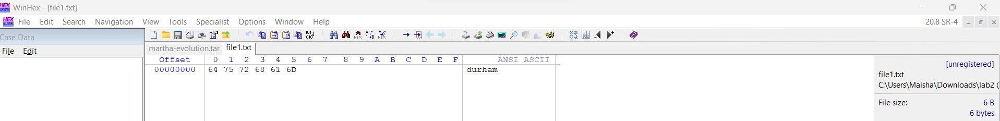 WinHex - [file1.txt]
File Edit Search Navigation View Tools Specialist Options Window Help 20.8 SR-4
Case Data
File Edit
martha-evolution.tar file1.txt
Offset 0 1 2 3 4 5 6 7 8 9 A B C D E F ANSI ASCII
00000000 64 75 72 68 61 6D durham
[unregistered]
file1.txt
C:\Users\Maisha\Downloads\lab2 (
File size: 6 B
6 bytes